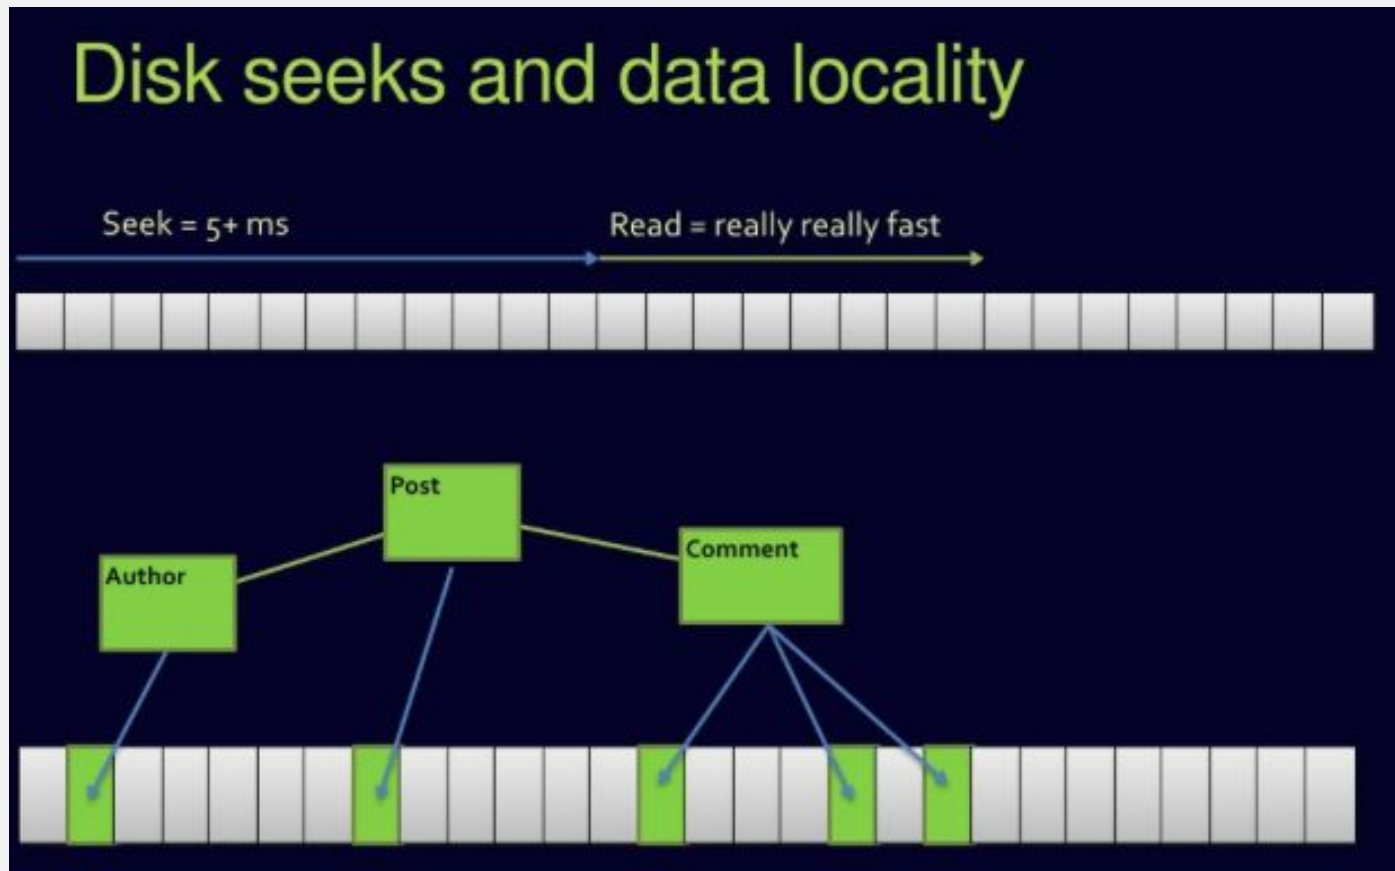 Disk seeks and data locality
Seek = 5+ ms
Read = really really fast
Post
Comment
Author